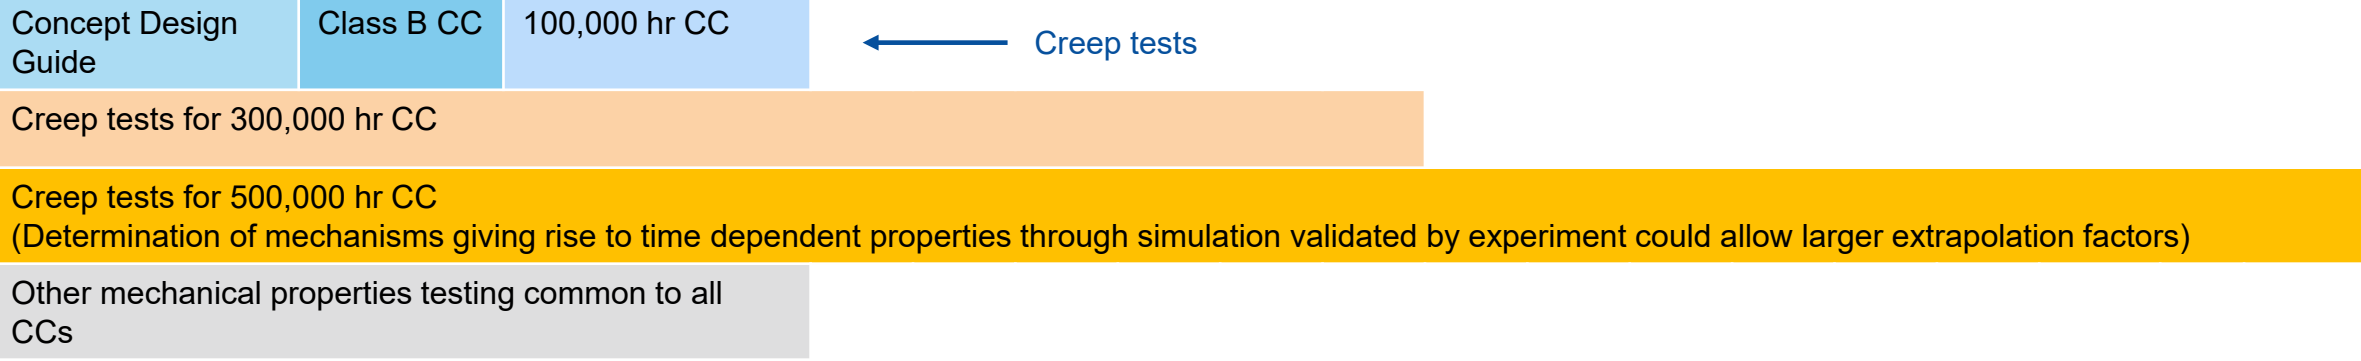 Concept Design
Guide
Class B CC
100,000 hr CC
Creep tests
Creep tests for 300,000 hr CC
Creep tests for 500,000 hr CC
(Determination of mechanisms giving rise to time dependent properties through simulation validated by experiment could allow larger extrapolation factors)
Other mechanical properties testing common to all
CCs